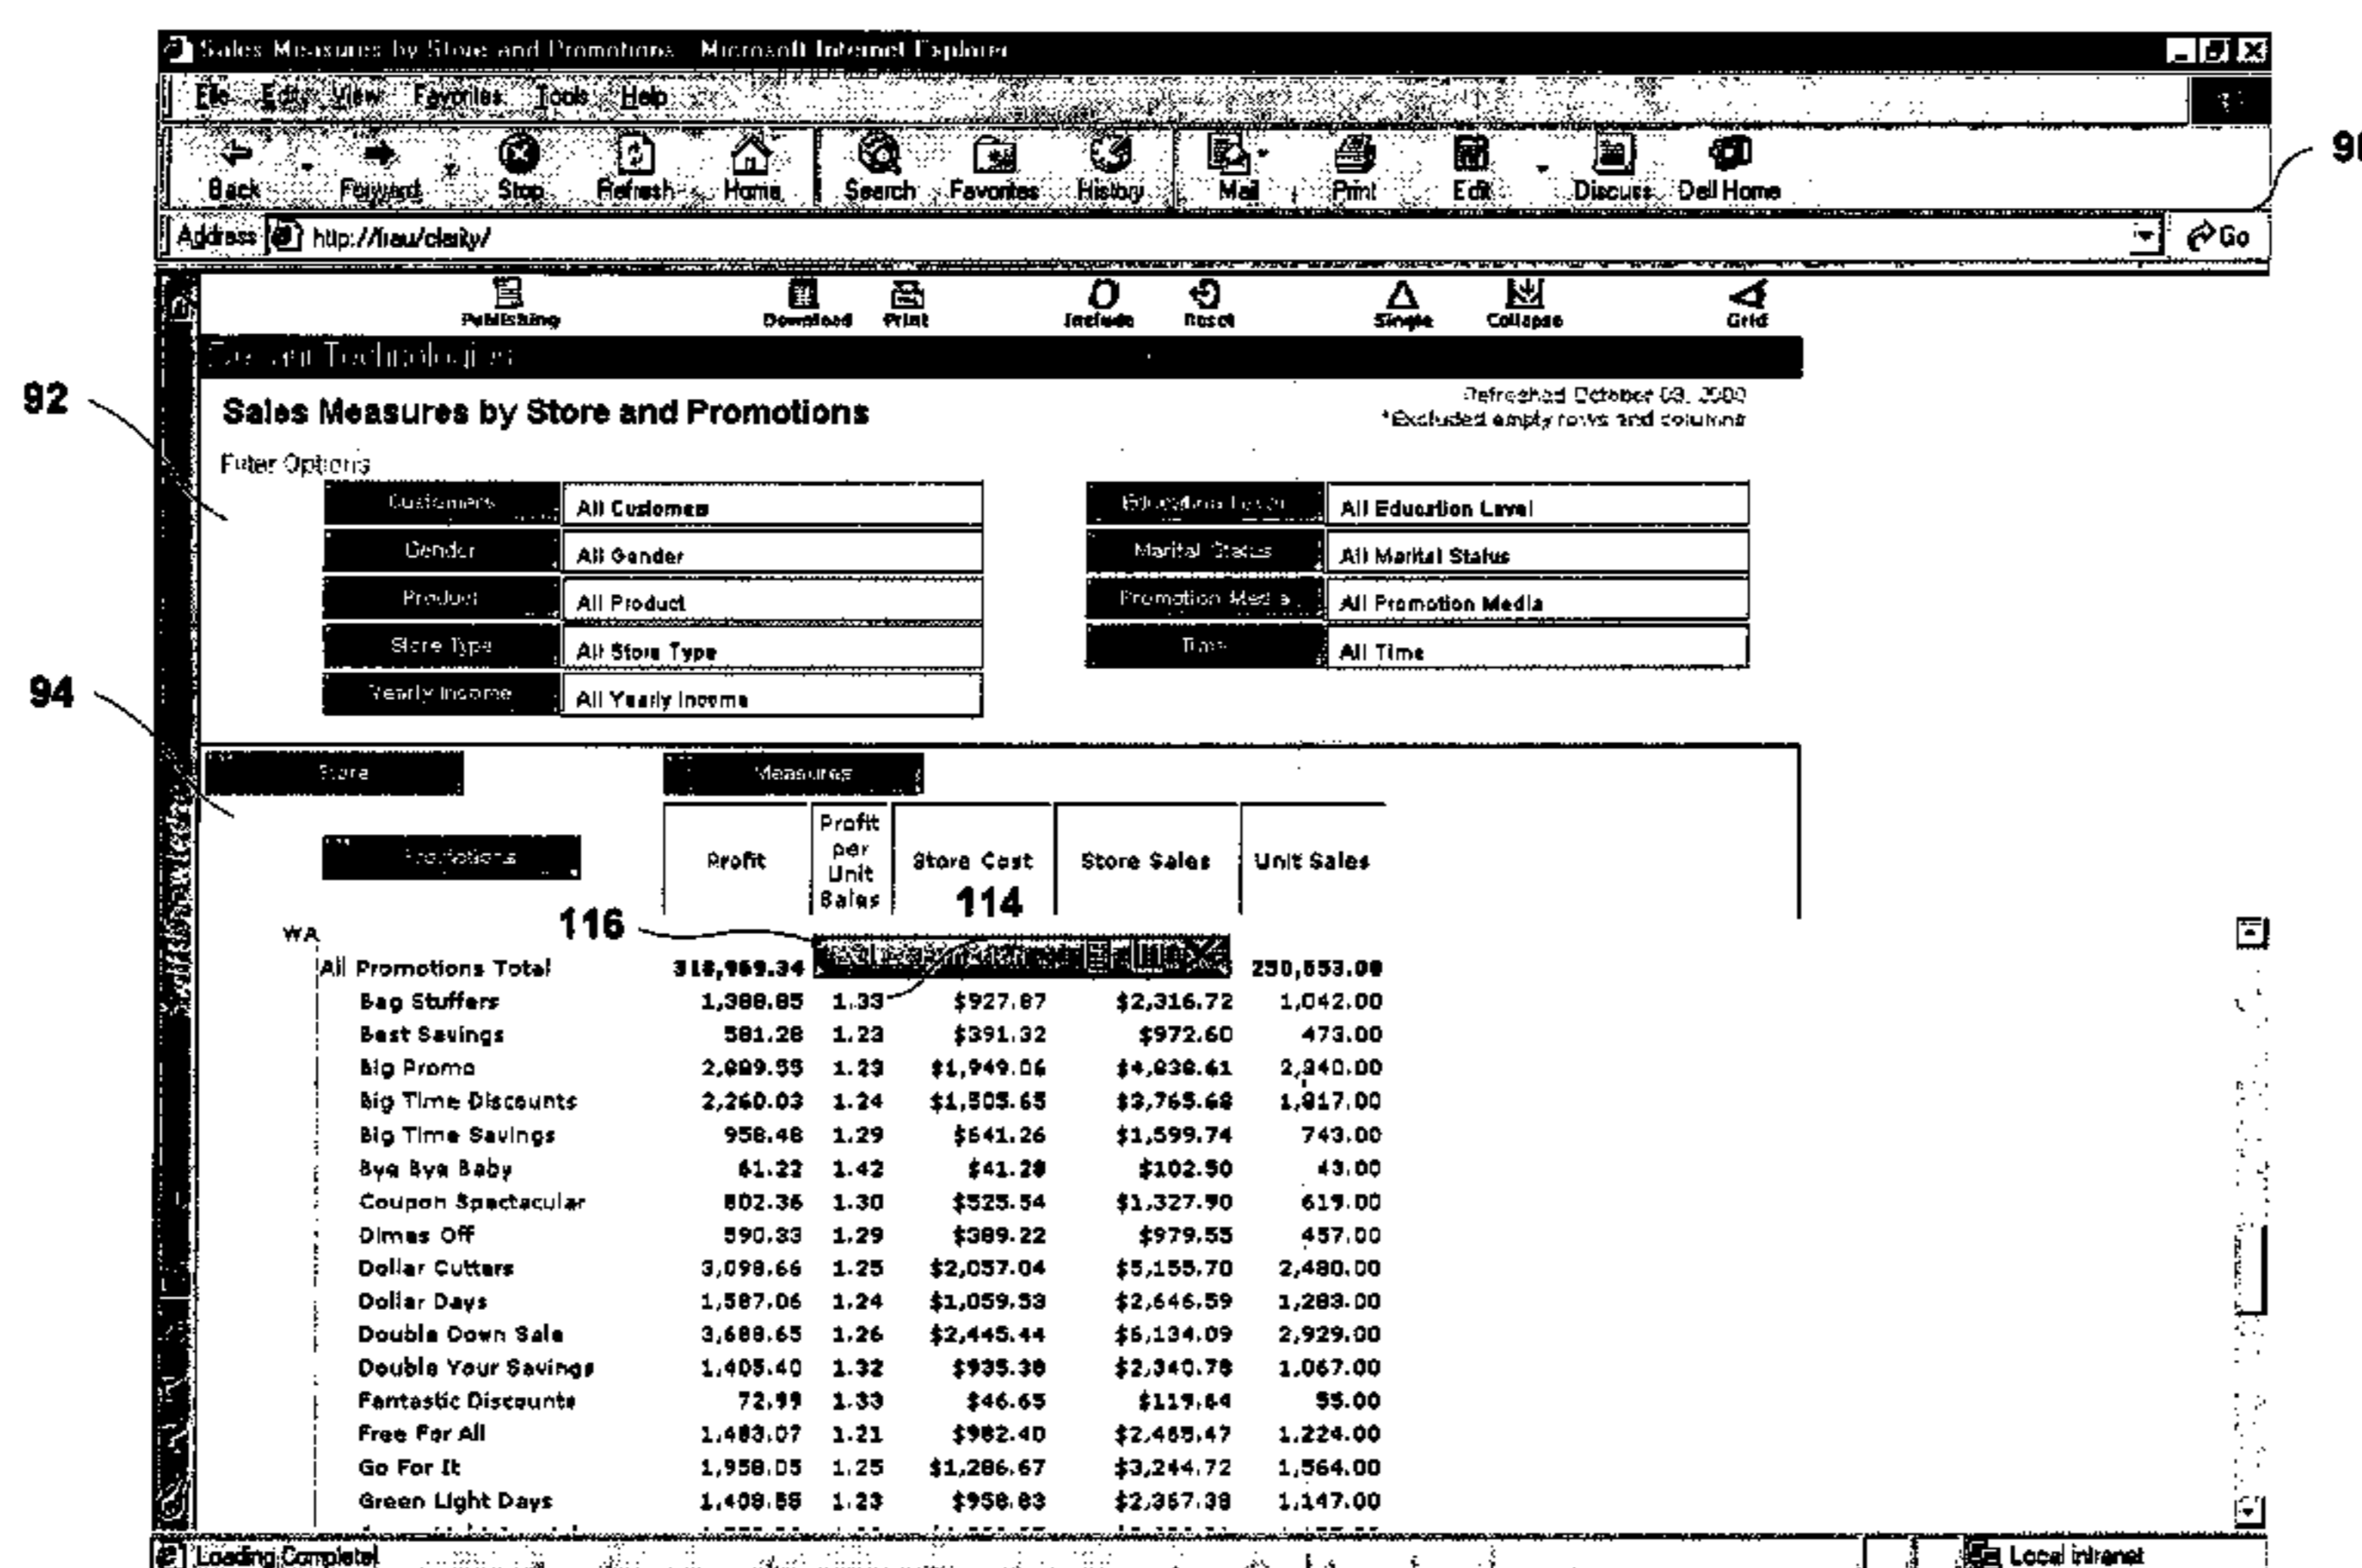 Sales Measures by Store and Promotions Microsoft Internet Explorer
File Edit View Favorites Tools Help
Back Forward Stop Refresh Home Search Favorites History Mail Print Edit Discuss Dell Home
Address Go
Publishing Download Print Include Reset Single Collapse Grid
Technologies
92
Refreshed October
Sales Measures by Store and Promotions
*Excluded empty rows and columns
Filter Options
Customers All Customers Education Level All Education Level
Gender All Gender Marital Status All Marital Status
Product All Product Promotion Media All Promotion Media
Store Type All Store Type Time All Time
Yearly Income All Yearly Income
94
Store Measures
Promotions Profit Profit per Unit Sales Store Cost Store Sales Unit Sales
116 114
WA
All Promotions Total 318,969.34
Bag Stuffers 1,388.85 1.33 $927.87 $2,316.72 1,042.00
Best Savings 581.28 1.23 $391.32 $972.60 473.00
Big Promo 2,889.55 1.23 $1,949.06 $4,838.61
Big Time Discounts 2,260.03 1.24 $1,505.65 $3,765.68 1,817.00
Big Time Savings 958.48 1.29 $641.26 $1,599.74 743.00
Bye Bye Baby 61.22 1.42 $41.28 $102.50 43.00
Coupon Spectacular 802.36 1.30 $525.54 $1,327.90 619.00
Dimes Off 590.33 1.29 $389.22 $979.55 457.00
Dollar Cutters 3,098.66 1.25 $2,057.04 $5,155.70 2,480.00
Dollar Days 1,587.06 1.24 $1,059.53 $2,646.59 1,283.00
Double Down Sale 3,688.65 1.26 $2,445.44 $6,134.09 2,929.00
Double Your Savings 1,405.40 1.32 $935.38 $2,340.78 1,067.00
Fantastic Discounts 72.99 1.33 $46.65 $119.64 55.00
Free For All 1,483.07 1.21 $982.40 $2,465.47 1,224.00
Go For It 1,958.05 1.25 $1,286.67 $3,244.72 1,564.00
Green Light Days 1.23 $958.83 1,147.00
Loading Complete! Local intranet